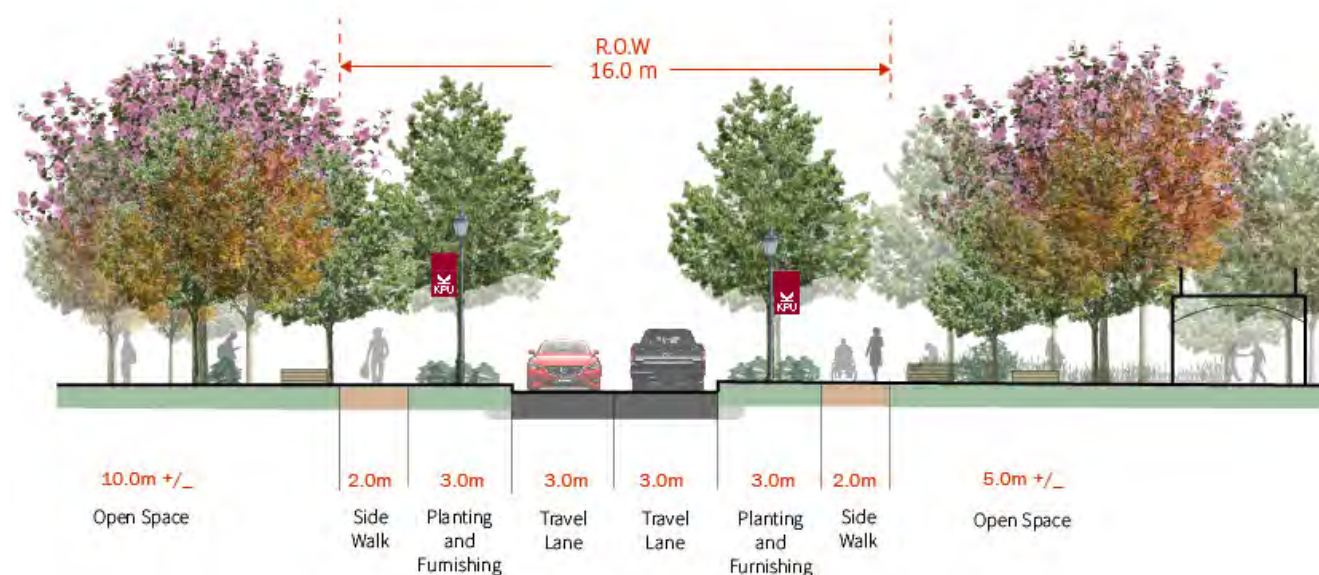 R.O.W
16.0 m
KPU
KPU
10.0m +/_
2.0m
3.0m
3.0m
3.0m
3.0m
2.0m
5.0m +/_
Open Space
Side
Walk
Planting
and
Furnishing
Travel
Lane
Travel
Lane
Planting
and
Furnishing
Side
Walk
Open Space